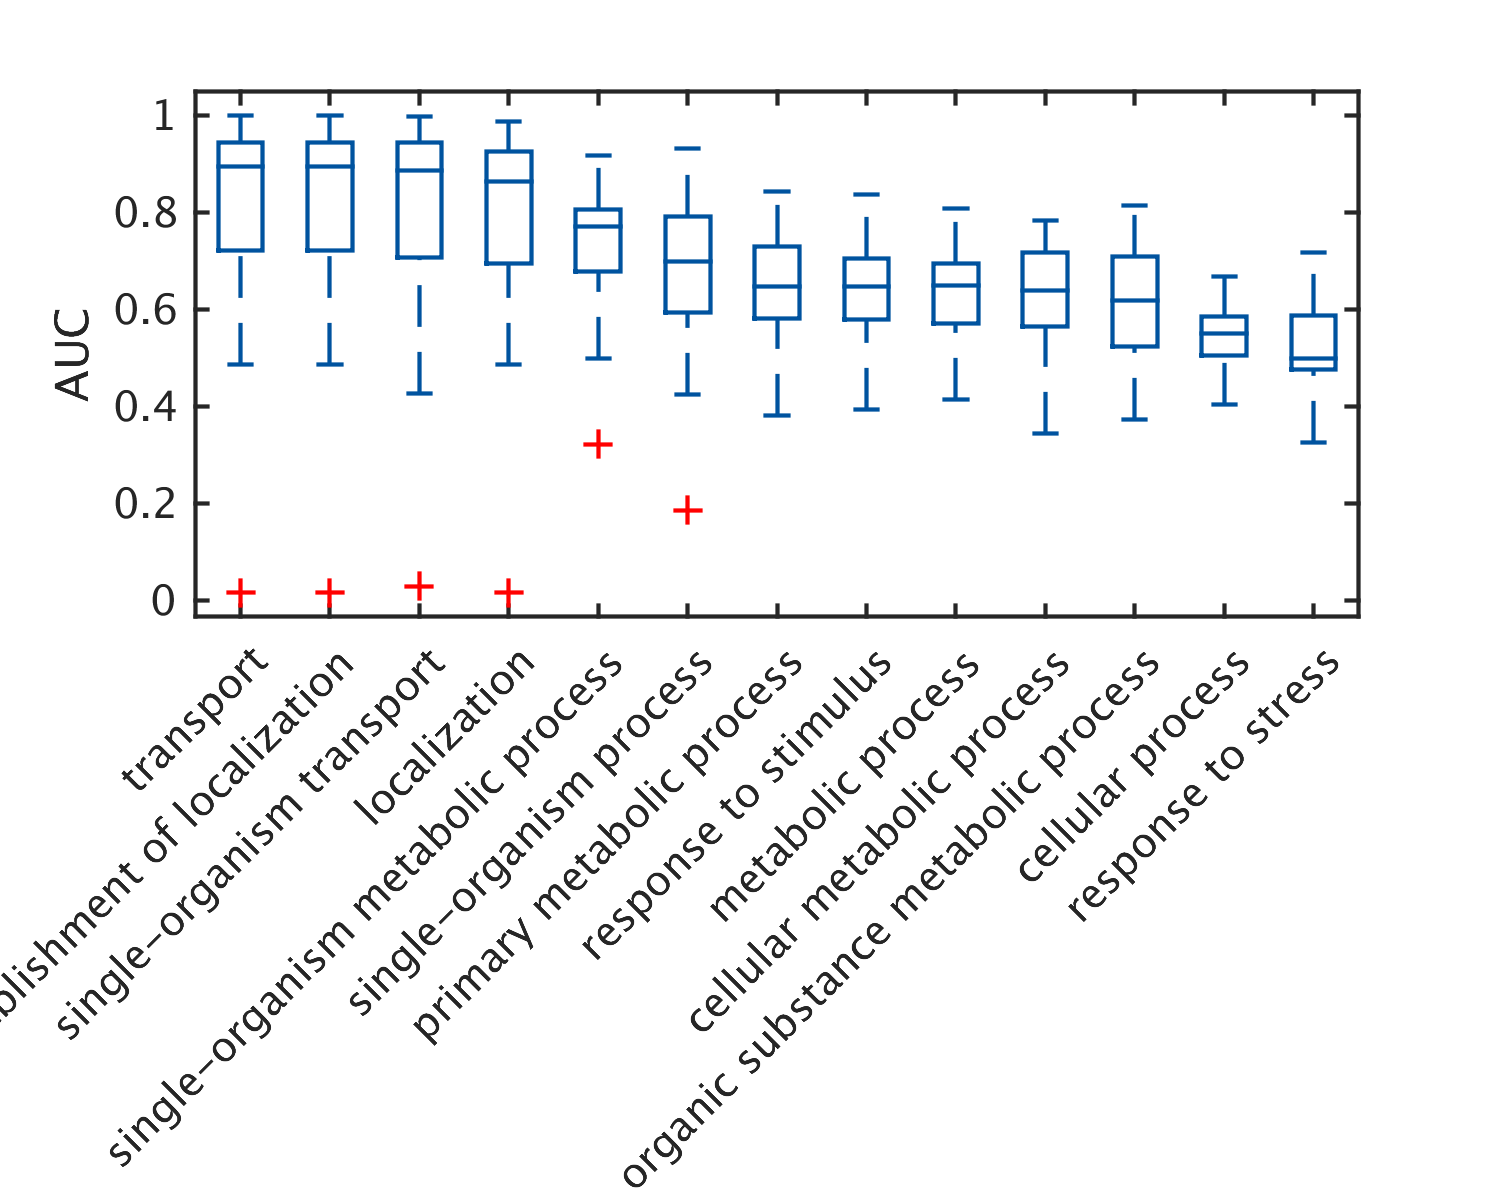 1
0.8
0.6
0.4
0.2
0
AUC
transport
blishment of localization
single-organism transport
localization
single-organism metabolic process
single-organism process
primary metabolic process
response to stimulus
metabolic process
cellular metabolic process
organic substance metabolic process
cellular process
response to stress